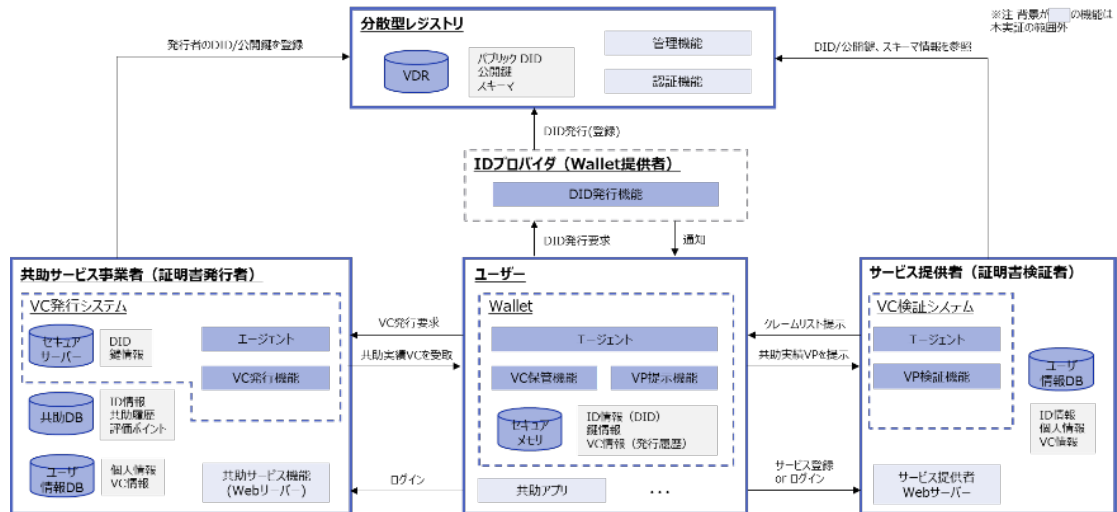 分散型レジストリ
※注 背景が の機能は
本実証の範囲外
発行者のDID/公開鍵を登録
VDR
パブリック DID
公開鍵
スキーマ
管理機能
認証機能
DID/公開鍵、スキーマ情報を参照
DID発行(登録)
IDプロバイダ（Wallet提供者）
DID発行機能
DID発行要求
通知
共助サービス事業者（証明書発行者）
VC発行システム
セキュア
サーバー
DID
鍵情報
エージェント
VC発行機能
共助DB
ID情報
共助履歴
評価ポイント
ユーザ
情報DB
個人情報
VC情報
共助サービス機能
(Webサーバー)
VC発行要求
共助実績VCを受取
ログイン
ユーザー
Wallet
エージェント
VC保管機能
VP提示機能
セキュア
メモリ
ID情報（DID）
鍵情報
VC情報（発行履歴）
共助アプリ
...
クレームリスト提示
共助実績VPを提示
サービス登録
or ログイン
サービス提供者（証明書検証者）
VC検証システム
エージェント
VP検証機能
ユーザ
情報DB
ID情報
個人情報
VC情報
サービス提供者
Webサーバー